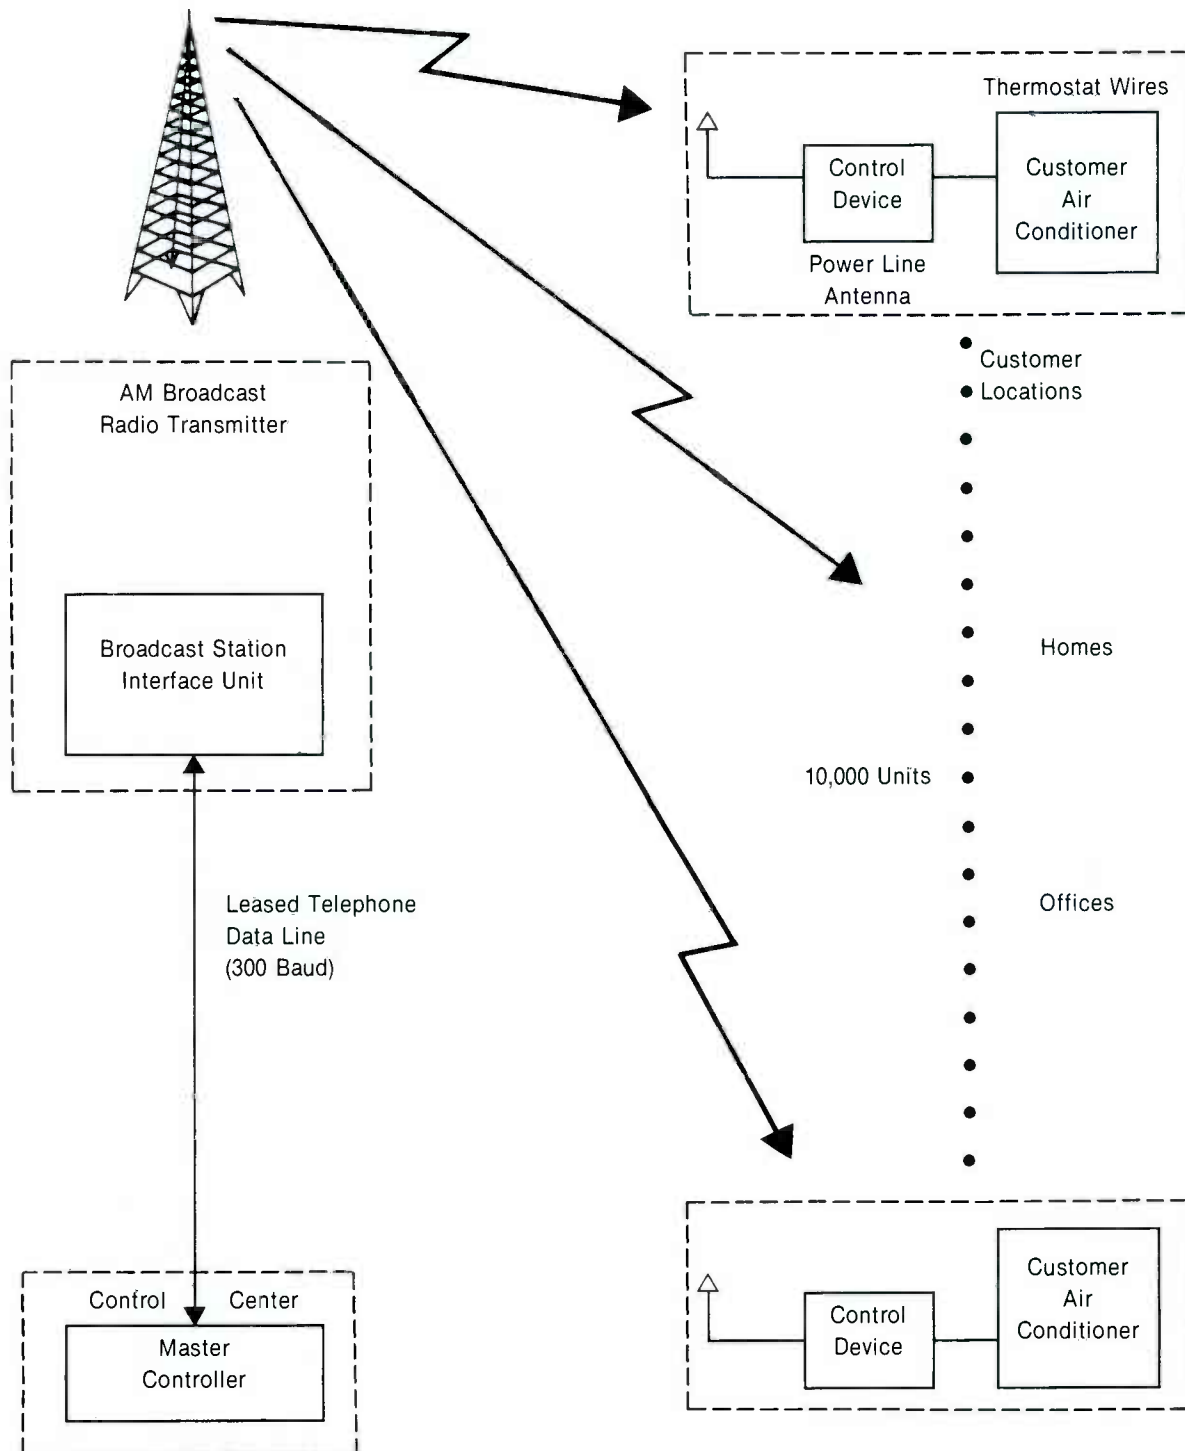 Thermostat Wires
Control
Device
Customer
Air
Conditioner
Power Line
Antenna
Customer
Locations
AM Broadcast
Radio Transmitter
Broadcast Station
Interface Unit
Homes
10,000 Units
Offices
Leased Telephone
Data Line
(300 Baud)
Control Center
Master
Controller
Control
Device
Customer
Air
Conditioner